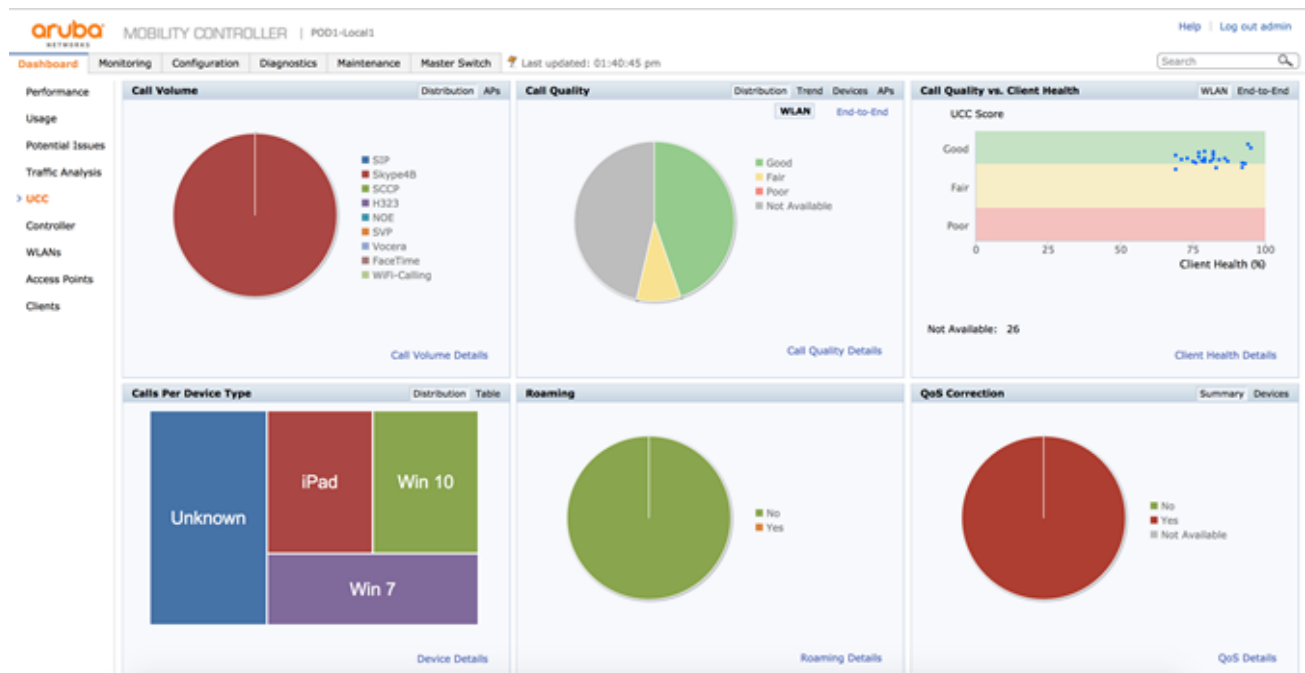 aruba NETWORKS MOBILITY CONTROLLER | POD1-Local1 Help | Log out admin
Dashboard Monitoring Configuration Diagnostics Maintenance Master Switch Last updated: 01:40:45 pm Search
Performance
Usage
Potential Issues
Traffic Analysis
> UCC
Controller
WLANs
Access Points
Clients
Call Volume Distribution APs
SIP
Skype4B
SCCP
H323
NOE
SVP
Vocera
FaceTime
WiFi-Calling
Call Volume Details
Call Quality Distribution Trend Devices APs
WLAN End-to-End
Good
Fair
Poor
Not Available
Call Quality Details
Call Quality vs. Client Health WLAN End-to-End
UCC Score
Good
Fair
Poor
0 25 50 75 100
Client Health (%)
Not Available: 26
Client Health Details
Calls Per Device Type Distribution Table
Unknown
iPad
Win 10
Win 7
Device Details
Roaming
No
Yes
Roaming Details
QoS Correction Summary Devices
No
Yes
Not Available
QoS Details